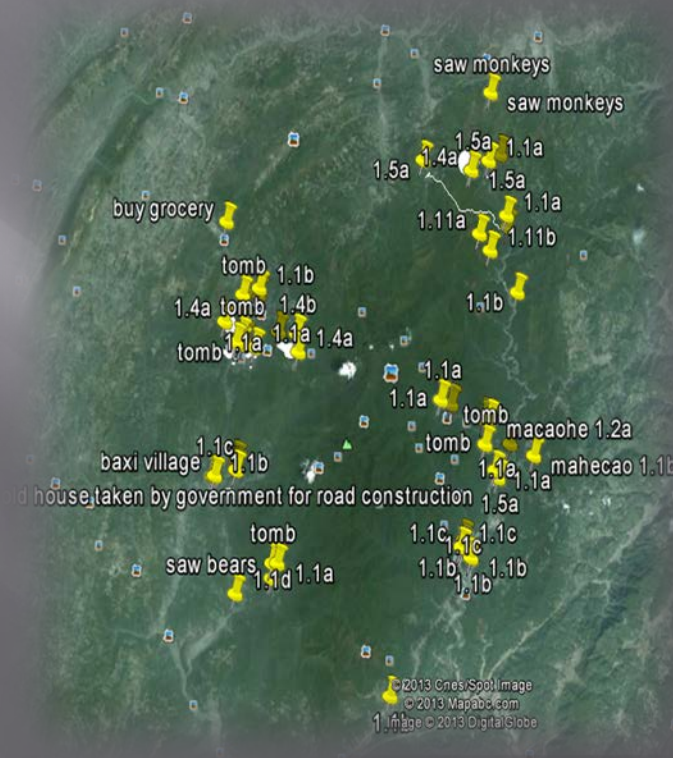 saw monkeys
saw monkeys
1.5a
1.4a
1.1a
1.5a
1.5a
1.1a
buy grocery
1.11a
1.11b
tomb
1.1b
1.4a
tomb
1.4b
1.1b
1.1a
1.1a
1.4a
tomb
1.1a
1.1a
tomb
macaohe 1.2a
tomb
1.1c
baxi village
1.1b
1.1a
mahecao 1.1b
1.1a
old house taken by government for road construction
1.5a
tomb
1.1c
1.1c
1.1c
saw bears
1.1d
1.1a
1.1b
1.1b
1.1b
© 2013 Cnes/Spot Image
© 2013 Mapabc.com
Image © 2013 DigitalGlobe